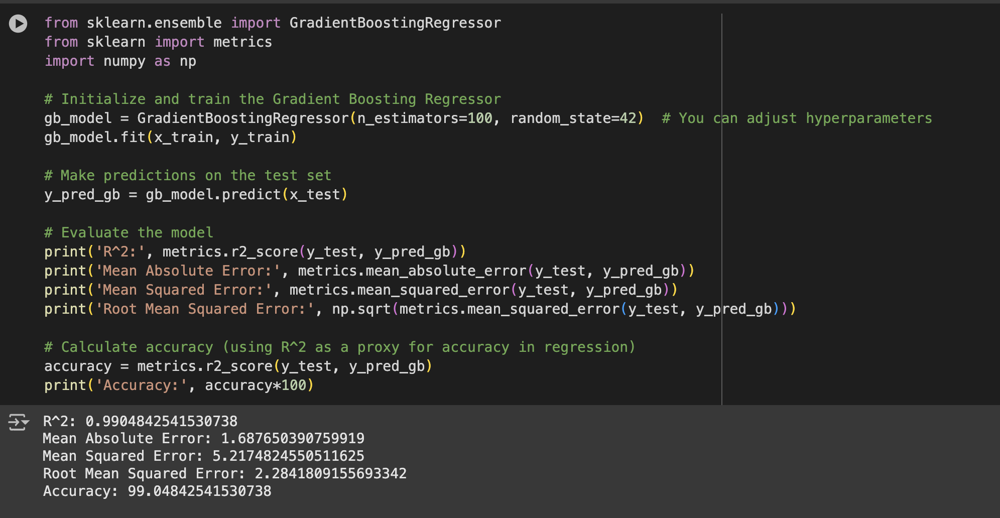 from sklearn.ensemble import GradientBoostingRegressor
from sklearn import metrics
import numpy as np
# Initialize and train the Gradient Boosting Regressor
gb_model = GradientBoostingRegressor(n_estimators=100, random_state=42)  # You can adjust hyperparameters
gb_model.fit(x_train, y_train)
# Make predictions on the test set
y_pred_gb = gb_model.predict(x_test)
# Evaluate the model
print('R^2:', metrics.r2_score(y_test, y_pred_gb))
print('Mean Absolute Error:', metrics.mean_absolute_error(y_test, y_pred_gb))
print('Mean Squared Error:', metrics.mean_squared_error(y_test, y_pred_gb))
print('Root Mean Squared Error:', np.sqrt(metrics.mean_squared_error(y_test, y_pred_gb)))
# Calculate accuracy (using R^2 as a proxy for accuracy in regression)
accuracy = metrics.r2_score(y_test, y_pred_gb)
print('Accuracy:', accuracy*100)
R^2: 0.9904842541530738
Mean Absolute Error: 1.687650390759919
Mean Squared Error: 5.2174824550511625
Root Mean Squared Error: 2.2841809155693342
Accuracy: 99.04842541530738